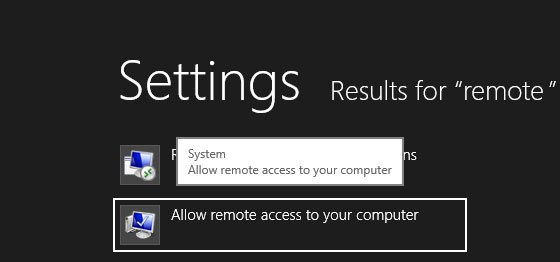 Settings Results for “remote”
System
Allow remote access to your computer
Allow remote access to your computer